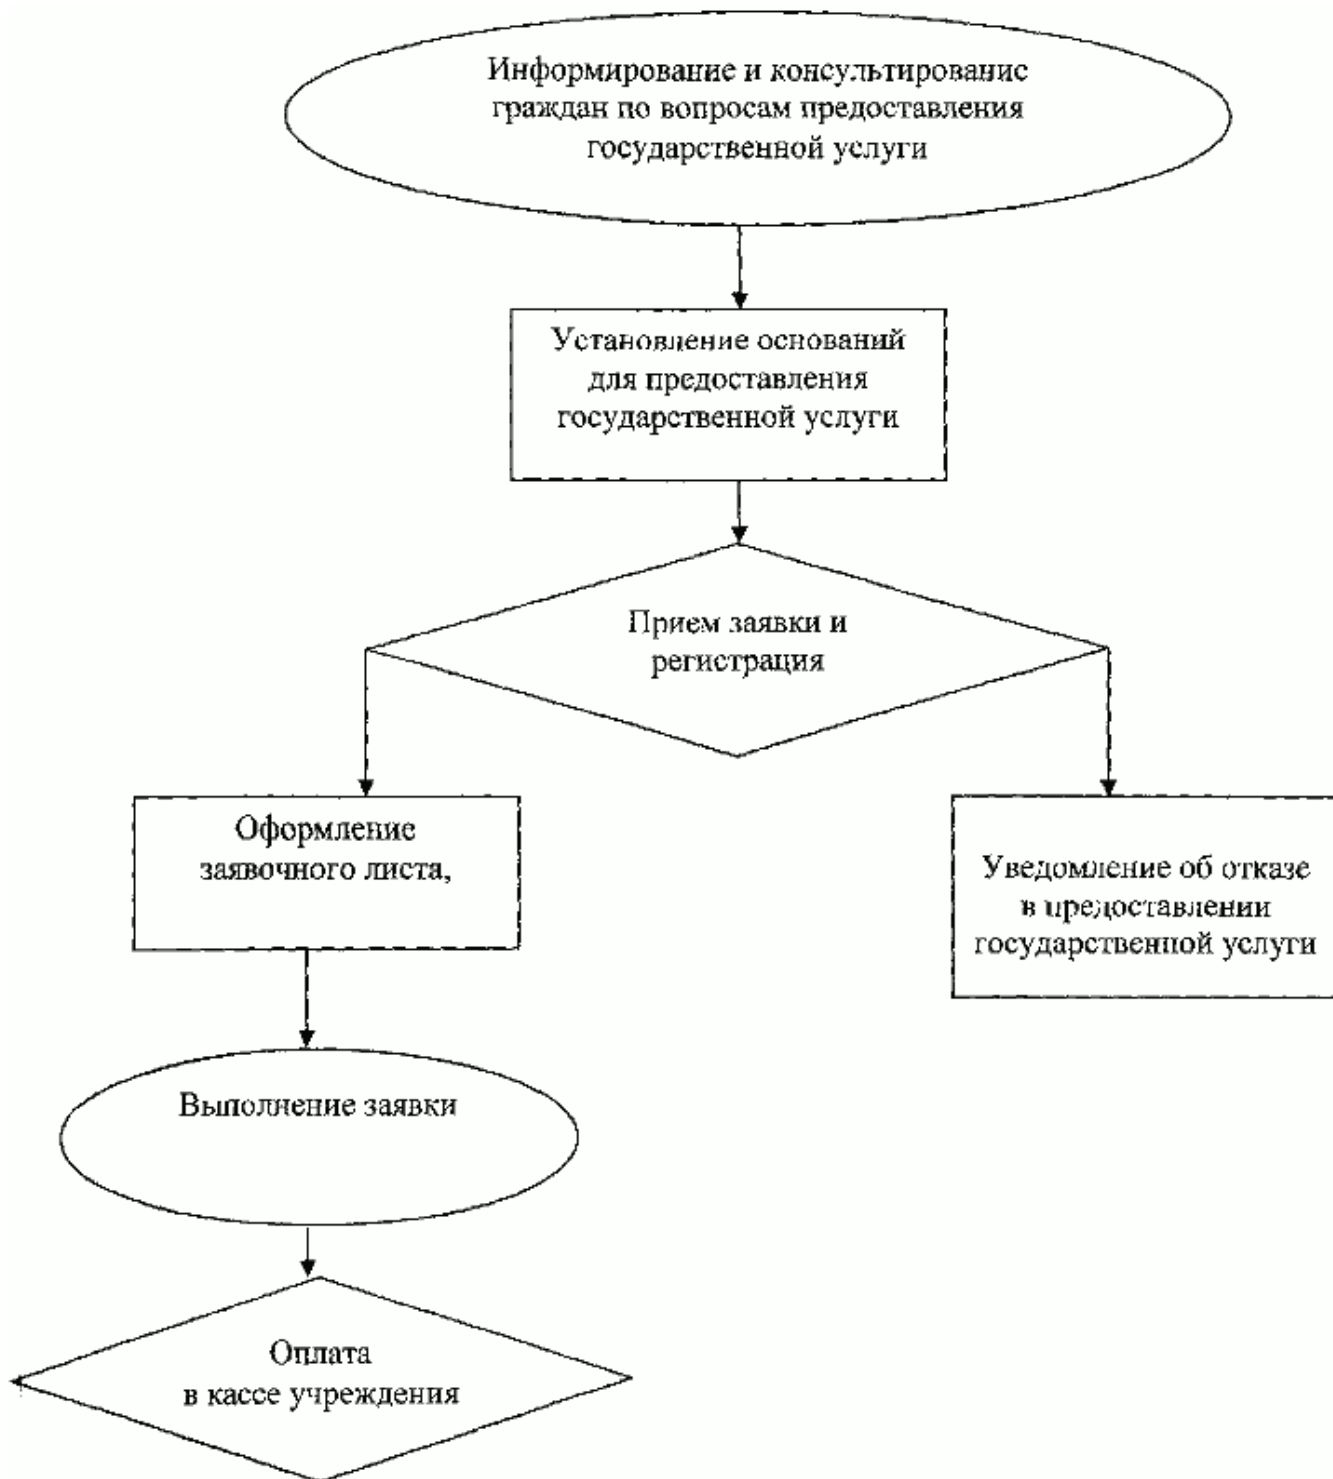 Информирование и консультирование
граждан по вопросам предоставления
государственной услуги
Установление оснований
для предоставления
государственной услуги
Прием заявки и
регистрация
Оформление
заявочного листа,
Уведомление об отказе
в предоставлении
государственной услуги
Выполнение заявки
Оплата
в кассе учреждения